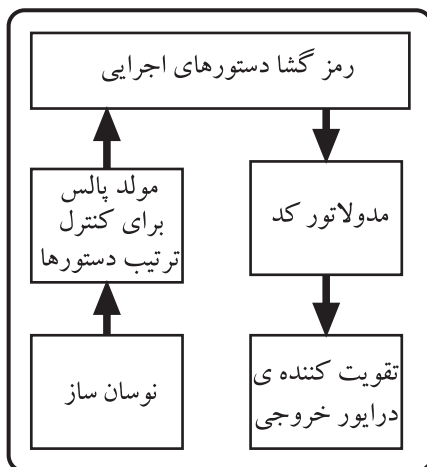 رمز گشا دستورهای اجرایی
مدولاتور کد
مولد پالس
برای کنترل
ترتیب دستورها
تقویت کننده ی
درایور خروجی
نوسان ساز